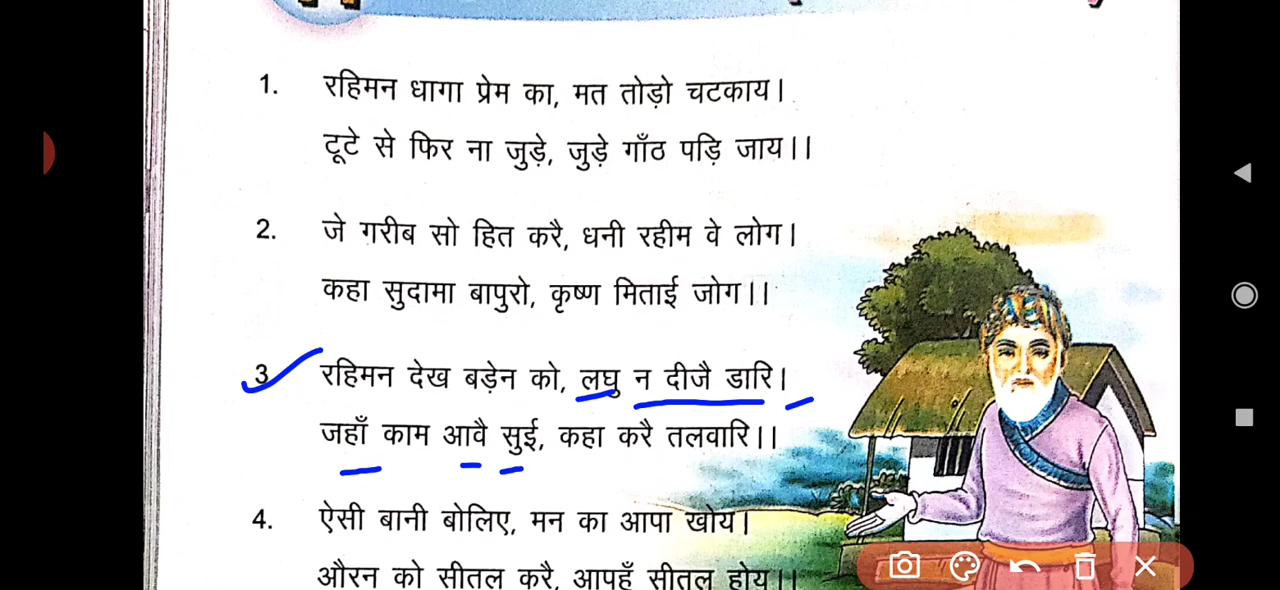 1. रहिमन धागा प्रेम का, मत तोड़ो चटकाय।
टूटे से फिर ना जुड़े, जुड़े गाँठ पड़ि जाय।।
2. जे ग़रीब सो हित करै, धनी रहीम वे लोग।
कहा सुदामा बापुरो, कृष्ण मिताई जोग।।
3 रहिमन देख बड़ेन को, लघु न दीजै डारि।
जहाँ काम आवै सुई, कहा करै तलवारि।।
4. ऐसी बानी बोलिए, मन का आपा खोय।
औरन को सीतल करै, आपहुँ सीतल होय।।